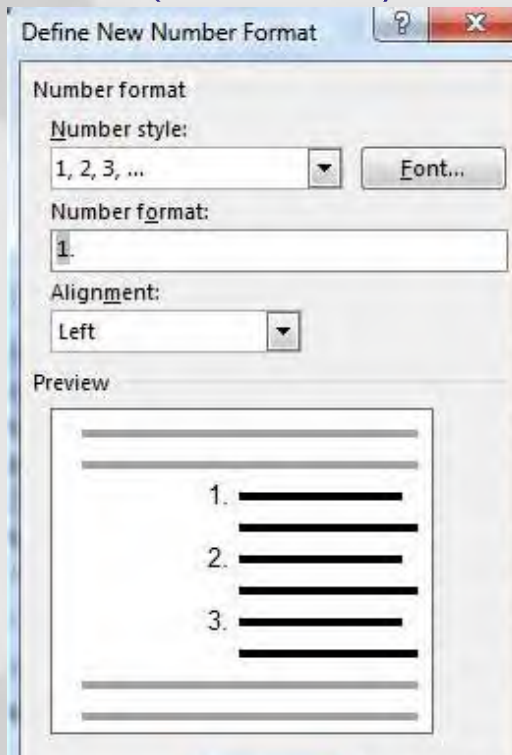 Define New Number Format
?
X
Number format
Number style:
1, 2, 3, ...
Font...
Number format:
1.
Alignment:
Left
Preview
1.
2.
3.